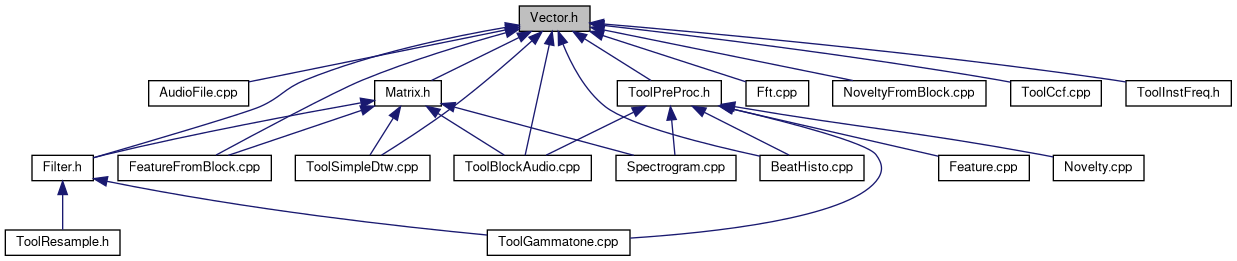 Vector.h
AudioFile.cpp
Matrix.h
ToolPreProc.h
Fft.cpp
NoveltyFromBlock.cpp
ToolCcf.cpp
ToolInstFreq.h
Filter.h
FeatureFromBlock.cpp
ToolSimpleDtw.cpp
ToolBlockAudio.cpp
Spectrogram.cpp
BeatHisto.cpp
Feature.cpp
Novelty.cpp
ToolResample.h
ToolGammatone.cpp